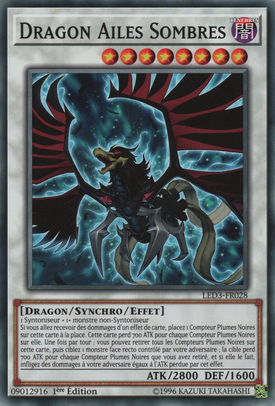 Dragon Ailes Sombres
TENEBRES
闇
LED3-FR028
[Dragon/Synchro/Effet]
1 Syntoniseur + 1+ monstre non-Syntoniseur
Si vous allez recevoir des dommages d'un effet de carte, placez 1 Compteur Plumes Noires
sur cette carte à la place. Cette carte perd 700 ATK pour chaque Compteur Plumes Noires
sur elle. Une fois par tour : vous pouvez retirer tous les Compteurs Plumes Noires de
cette carte, puis ciblez 1 monstre face recto contrôlé par votre adversaire ; la cible perd
700 ATK pour chaque Compteur Plumes Noires que vous avez retiré, et si elle le fait,
infligez des dommages à votre adversaire égaux à l'ATK perdue par cet effet.
ATK/2800 DEF/1600
09012916 1ère Édition ©1996 KAZUKI TAKAHASHI